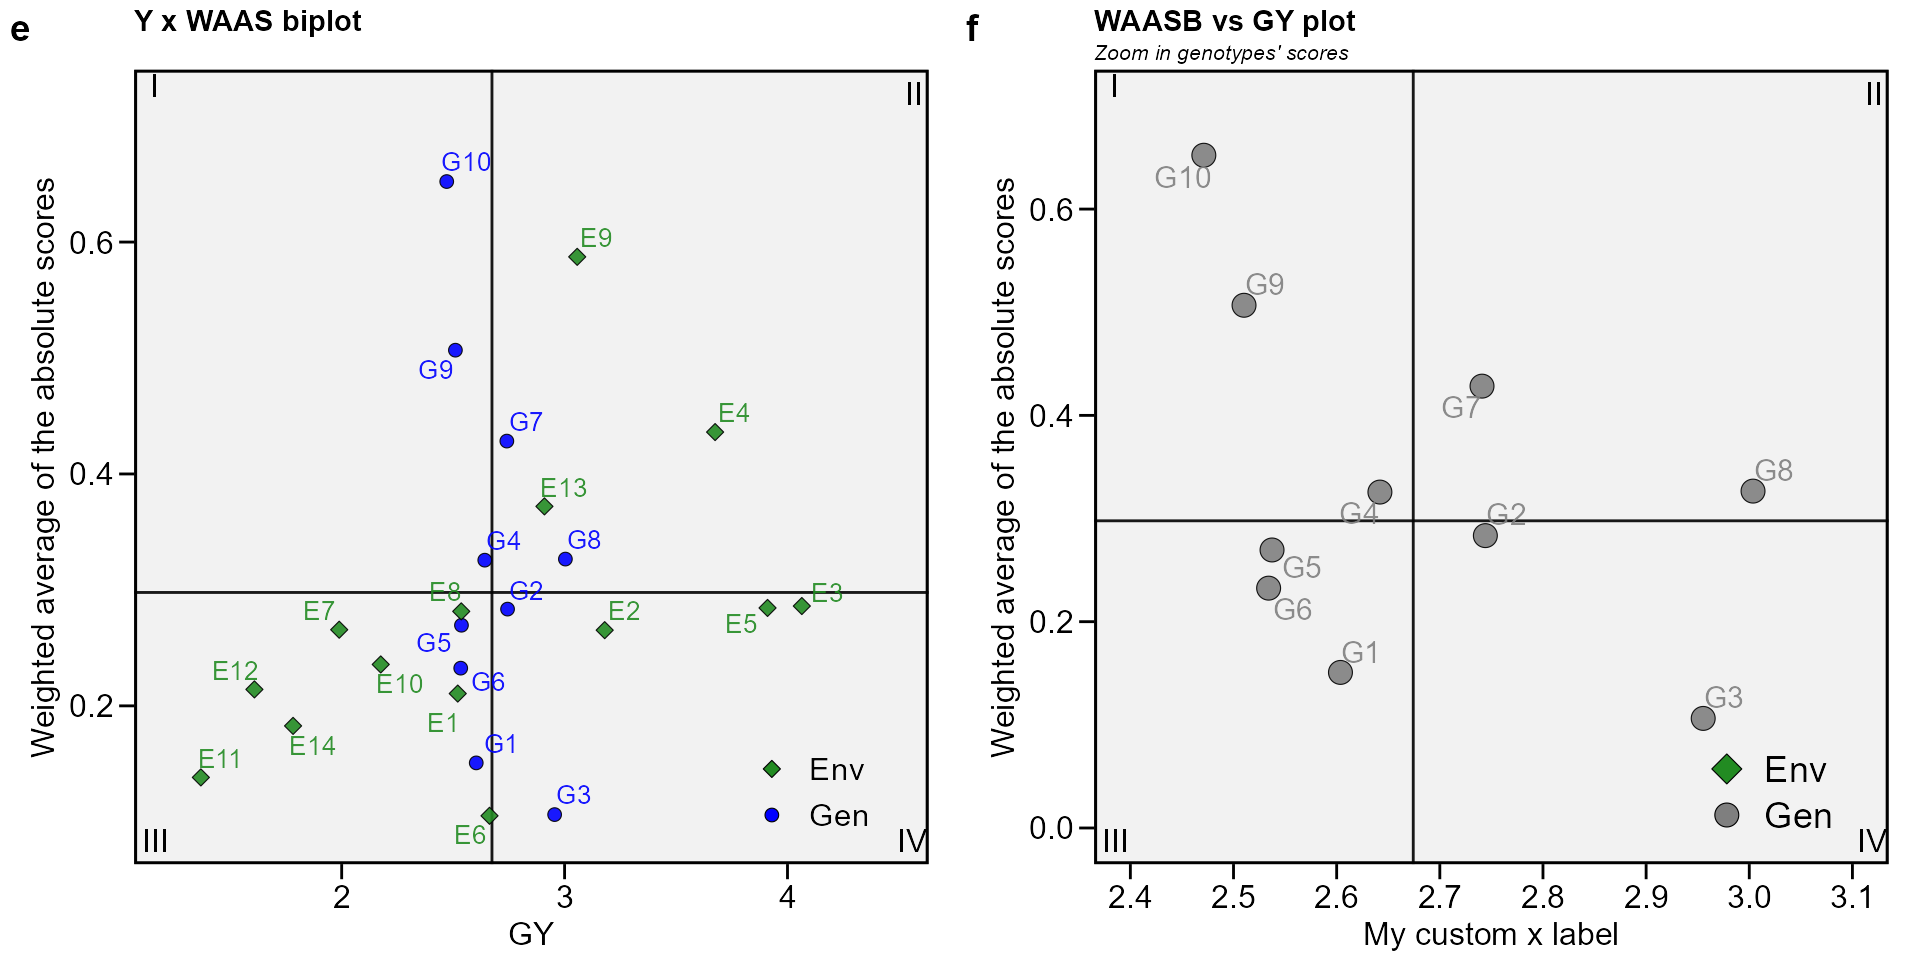 e
Y x WAAS biplot
I
II
G10
E9
0.6
G9
E4
G7
0.4
E13
G4
G8
E8
G2
E3
E7
E2
E5
G5
E12
G6
E10
0.2
E1
E14
G1
E11
Env
G3
Gen
E6
III
IV
2
3
4
GY
Weighted average of the absolute scores
f
WAASB vs GY plot
Zoom in genotypes' scores
I
II
G10
0.6
G9
G7
0.4
G8
G4
G2
G5
G6
0.2
G1
G3
Env
Gen
0.0
III
IV
2.4
2.5
2.6
2.7
2.8
2.9
3.0
3.1
My custom x label
Weighted average of the absolute scores